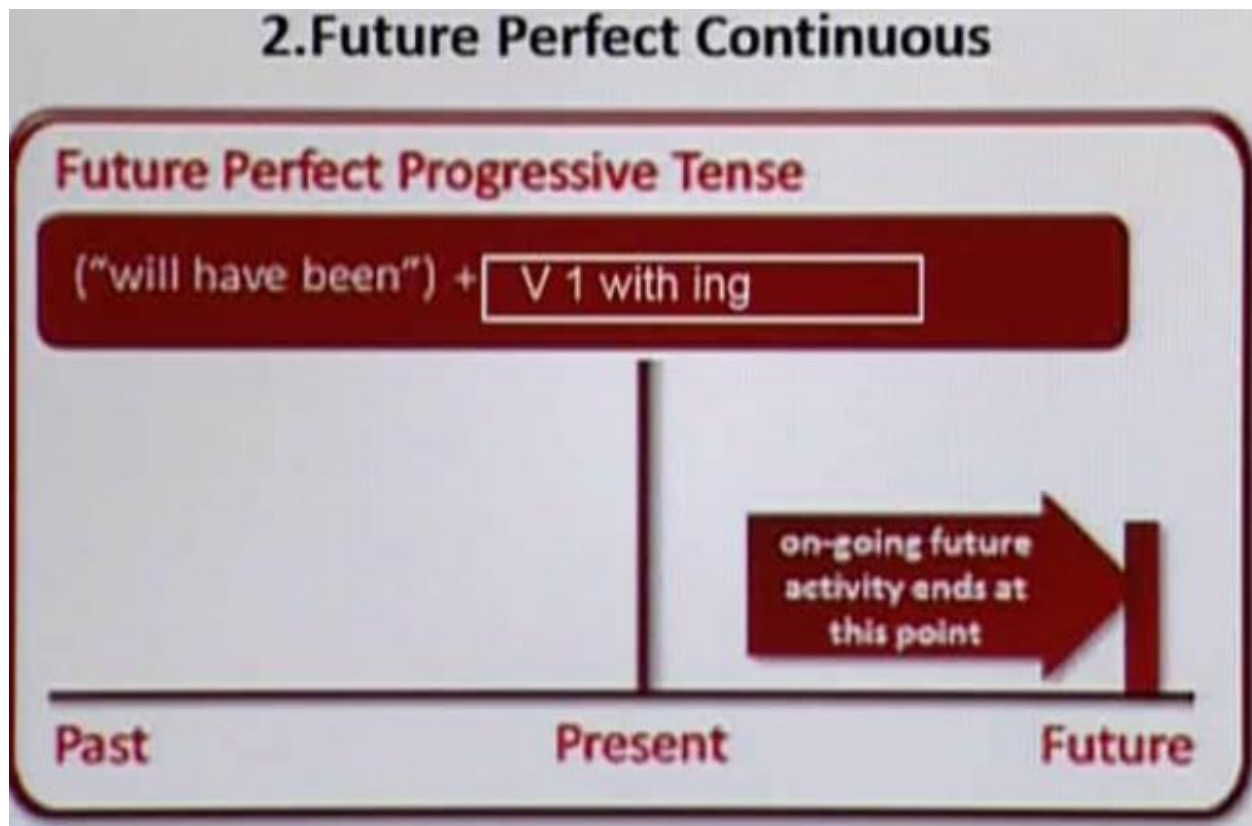 2.Future Perfect Continuous
Future Perfect Progressive Tense
("will have been") + V 1 with ing
on-going future
activity ends at
this point
Past Present Future